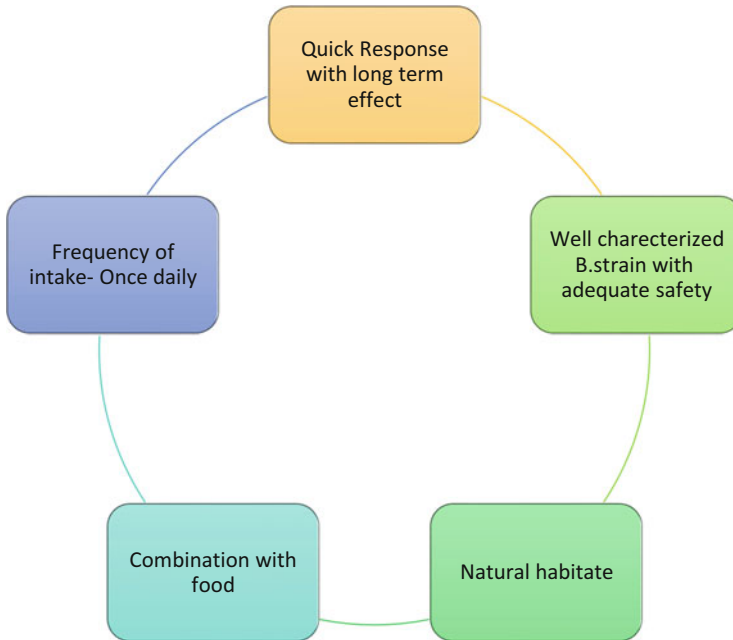 Quick Response
with long term
effect
Well charecterized
B.strain with
adequate safety
Natural habitate
Combination with
food
Frequency of
intake- Once daily